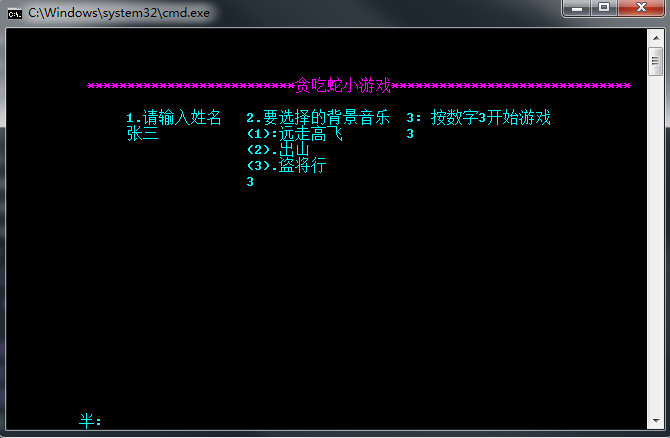 C:\Windows\system32\cmd.exe
**************************贪吃蛇小游戏******************************
1.请输入姓名 2.要选择的背景音乐 3: 按数字3开始游戏
张三 (1):远走高飞 3
(2).出山
(3).盗将行
3
半: